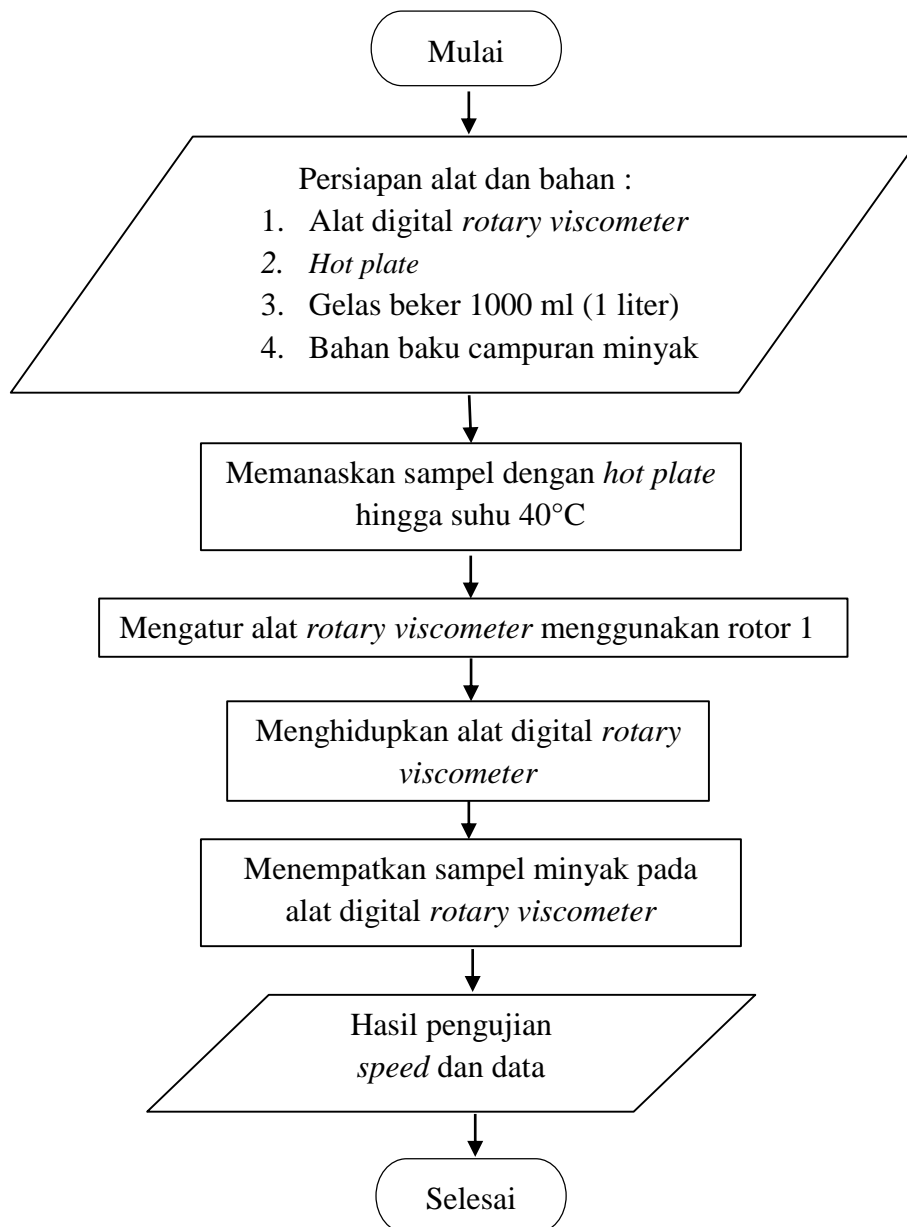 Mulai
Persiapan alat dan bahan :
1. Alat digital rotary viscometer
2. Hot plate
3. Gelas beker 1000 ml (1 liter)
4. Bahan baku campuran minyak
Memanaskan sampel dengan hot plate
hingga suhu 40°C
Mengatur alat rotary viscometer menggunakan rotor 1
Menghidupkan alat digital rotary
viscometer
Menempatkan sampel minyak pada
alat digital rotary viscometer
Hasil pengujian
speed dan data
Selesai